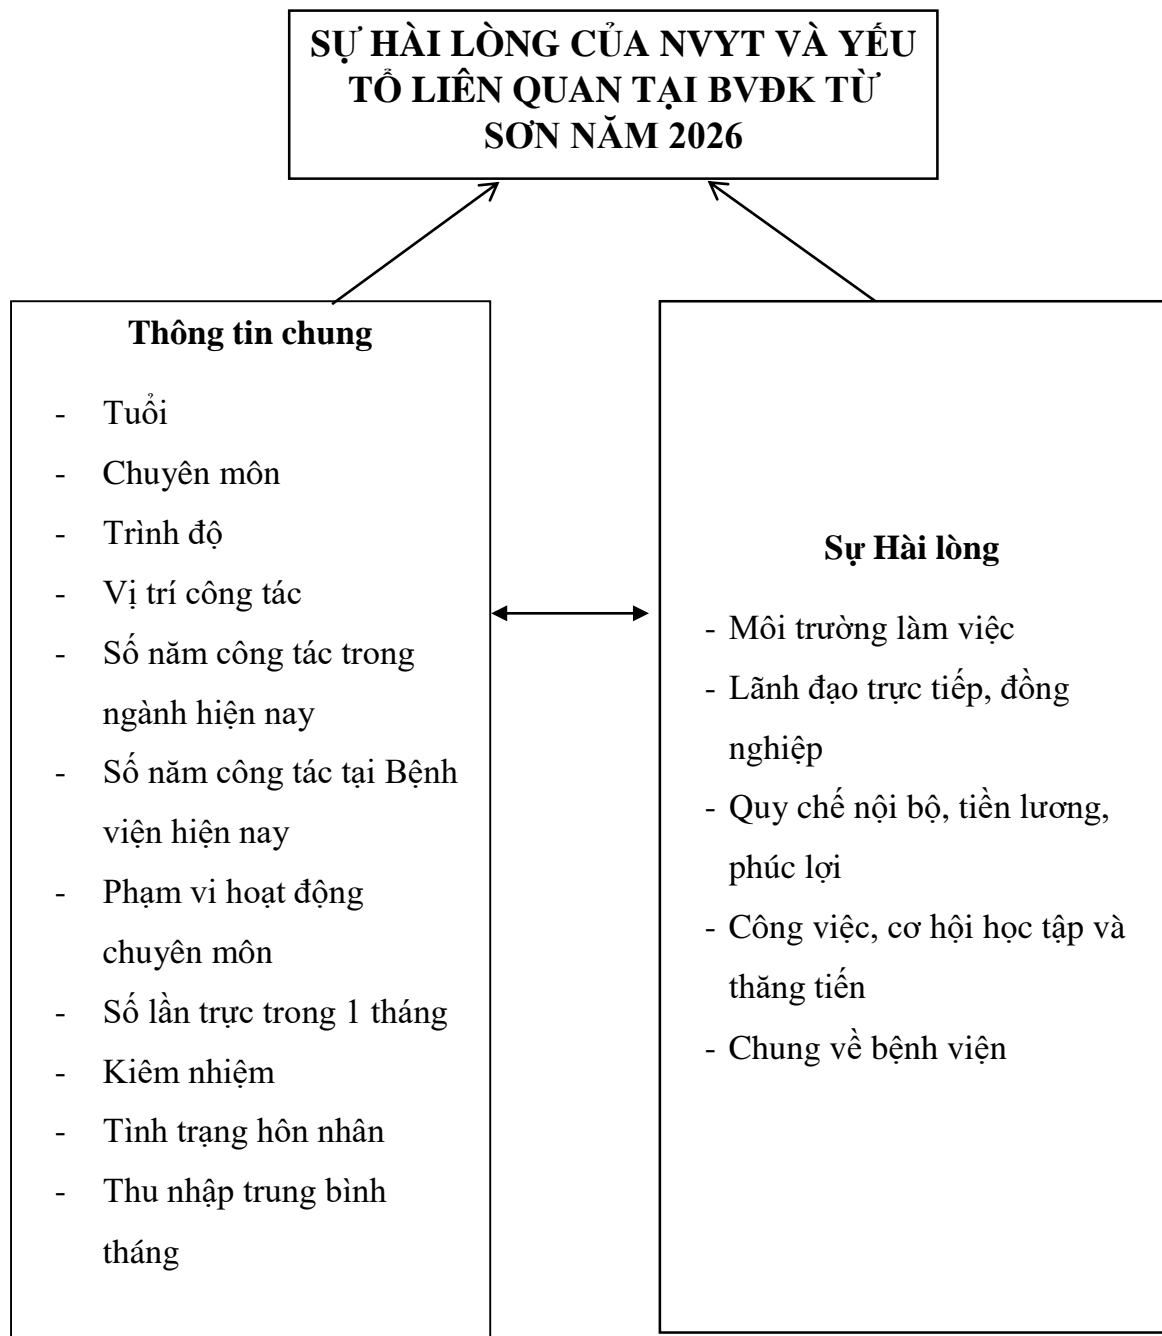 SỰ HÀI LÒNG CỦA NVYT VÀ YẾU
TỐ LIÊN QUAN TẠI BVĐK TỪ
SƠN NĂM 2026
Thông tin chung
- Tuổi
- Chuyên môn
- Trình độ
- Vị trí công tác
- Số năm công tác trong
ngành hiện nay
- Số năm công tác tại Bệnh
viện hiện nay
- Phạm vi hoạt động
chuyên môn
- Số lần trực trong 1 tháng
- Kiêm nhiệm
- Tình trạng hôn nhân
- Thu nhập trung bình
tháng
Sự Hài lòng
- Môi trường làm việc
- Lãnh đạo trực tiếp, đồng
nghiệp
- Quy chế nội bộ, tiền lương,
phúc lợi
- Công việc, cơ hội học tập và
thăng tiến
- Chung về bệnh viện